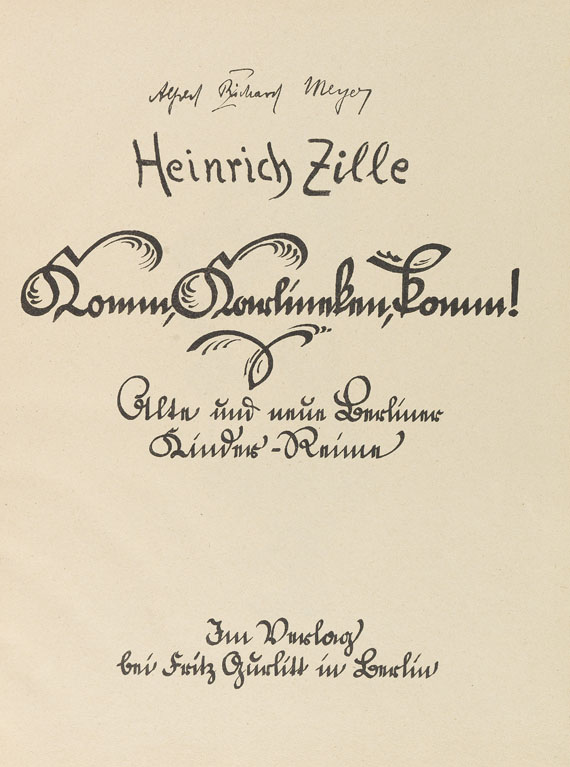 Alfred Richard Meyer
Heinrich Zille
Komm, Karlineken, komm!
Alte und neue Berliner
Kinder-Reime
Im Verlag
bei Fritz Gurlitt in Berlin